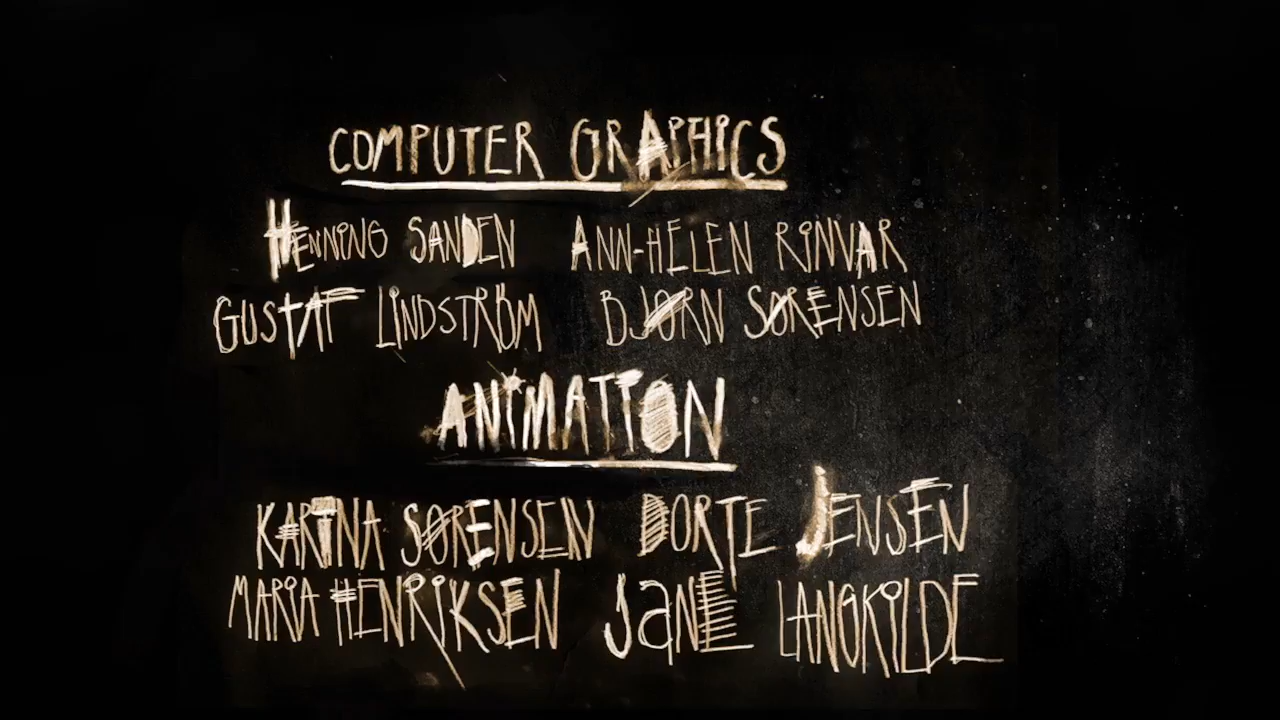 COMPUTER GRAPHICS
HENNING SANDEN ANN-HELEN RINVAR
GUSTAF LINDSTRÖM BJØRN SØRENSEN
ANIMATION
KARINA SØRENSEN DORTE JENSEN
MARIA HENRIKSEN JANE LANGKILDE